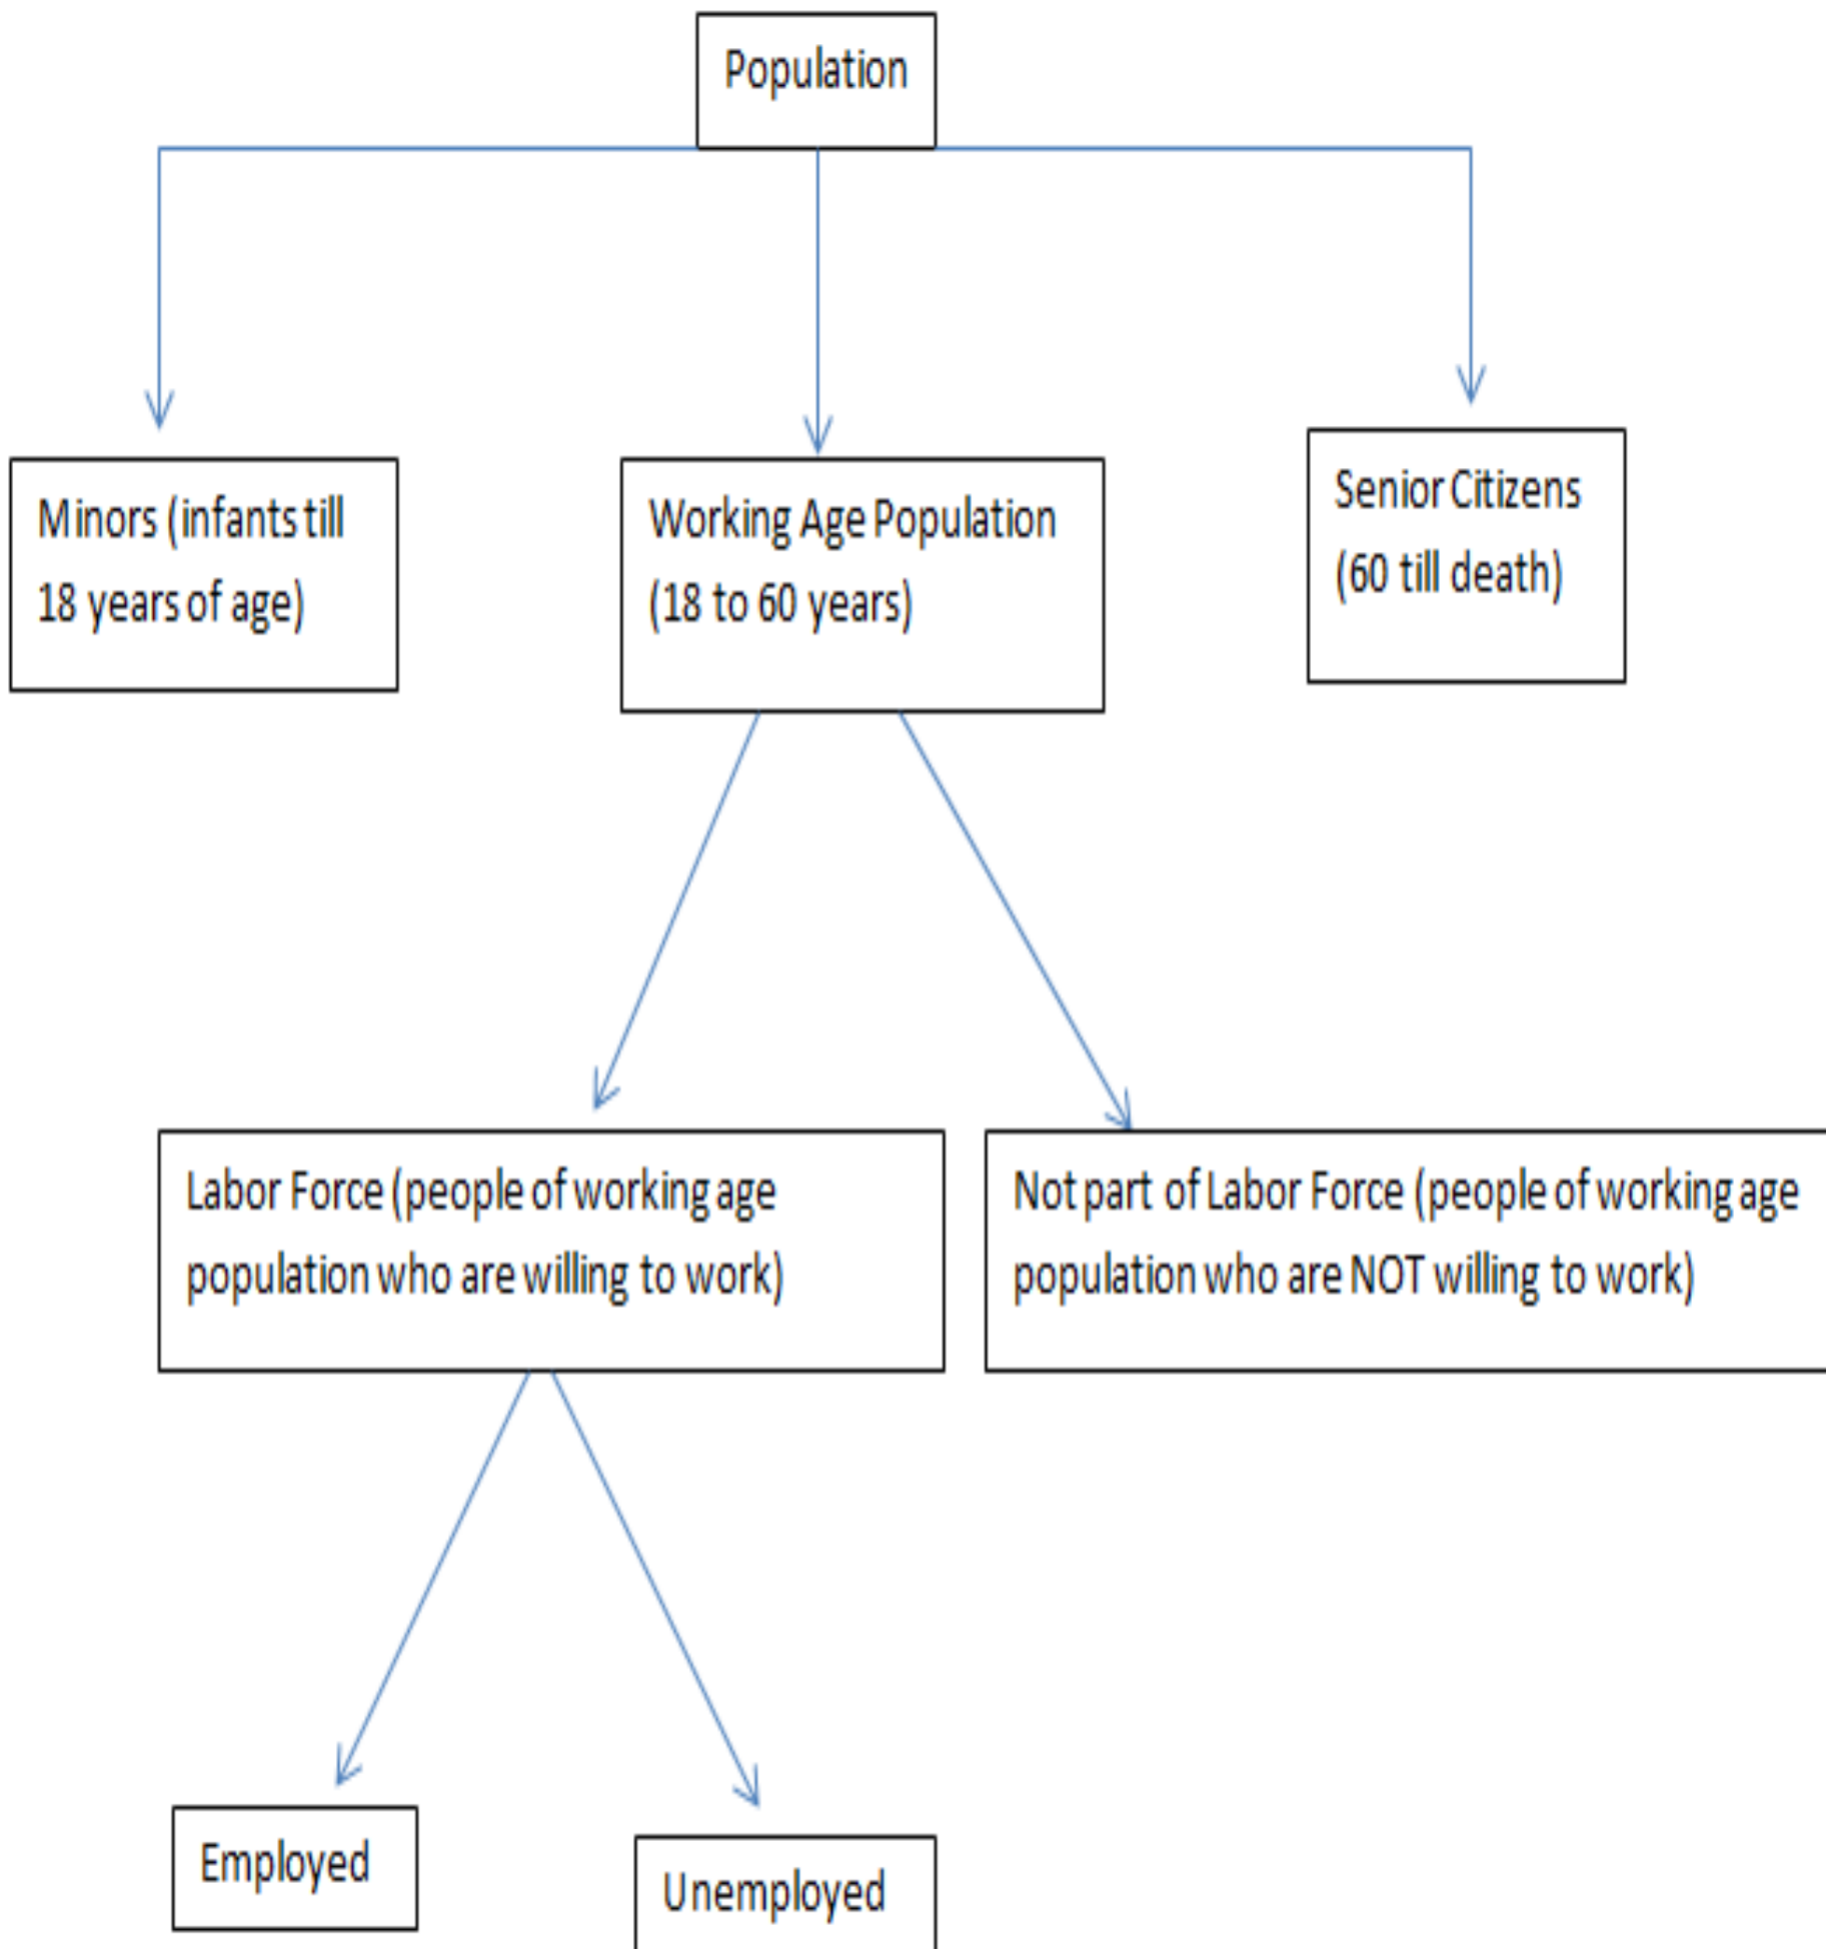 Population
Minors (infants till
18 years of age)
Working Age Population
(18 to 60 years)
Senior Citizens
(60 till death)
Labor Force (people of working age
population who are willing to work)
Not part of Labor Force (people of working age
population who are NOT willing to work)
Employed
Unemployed